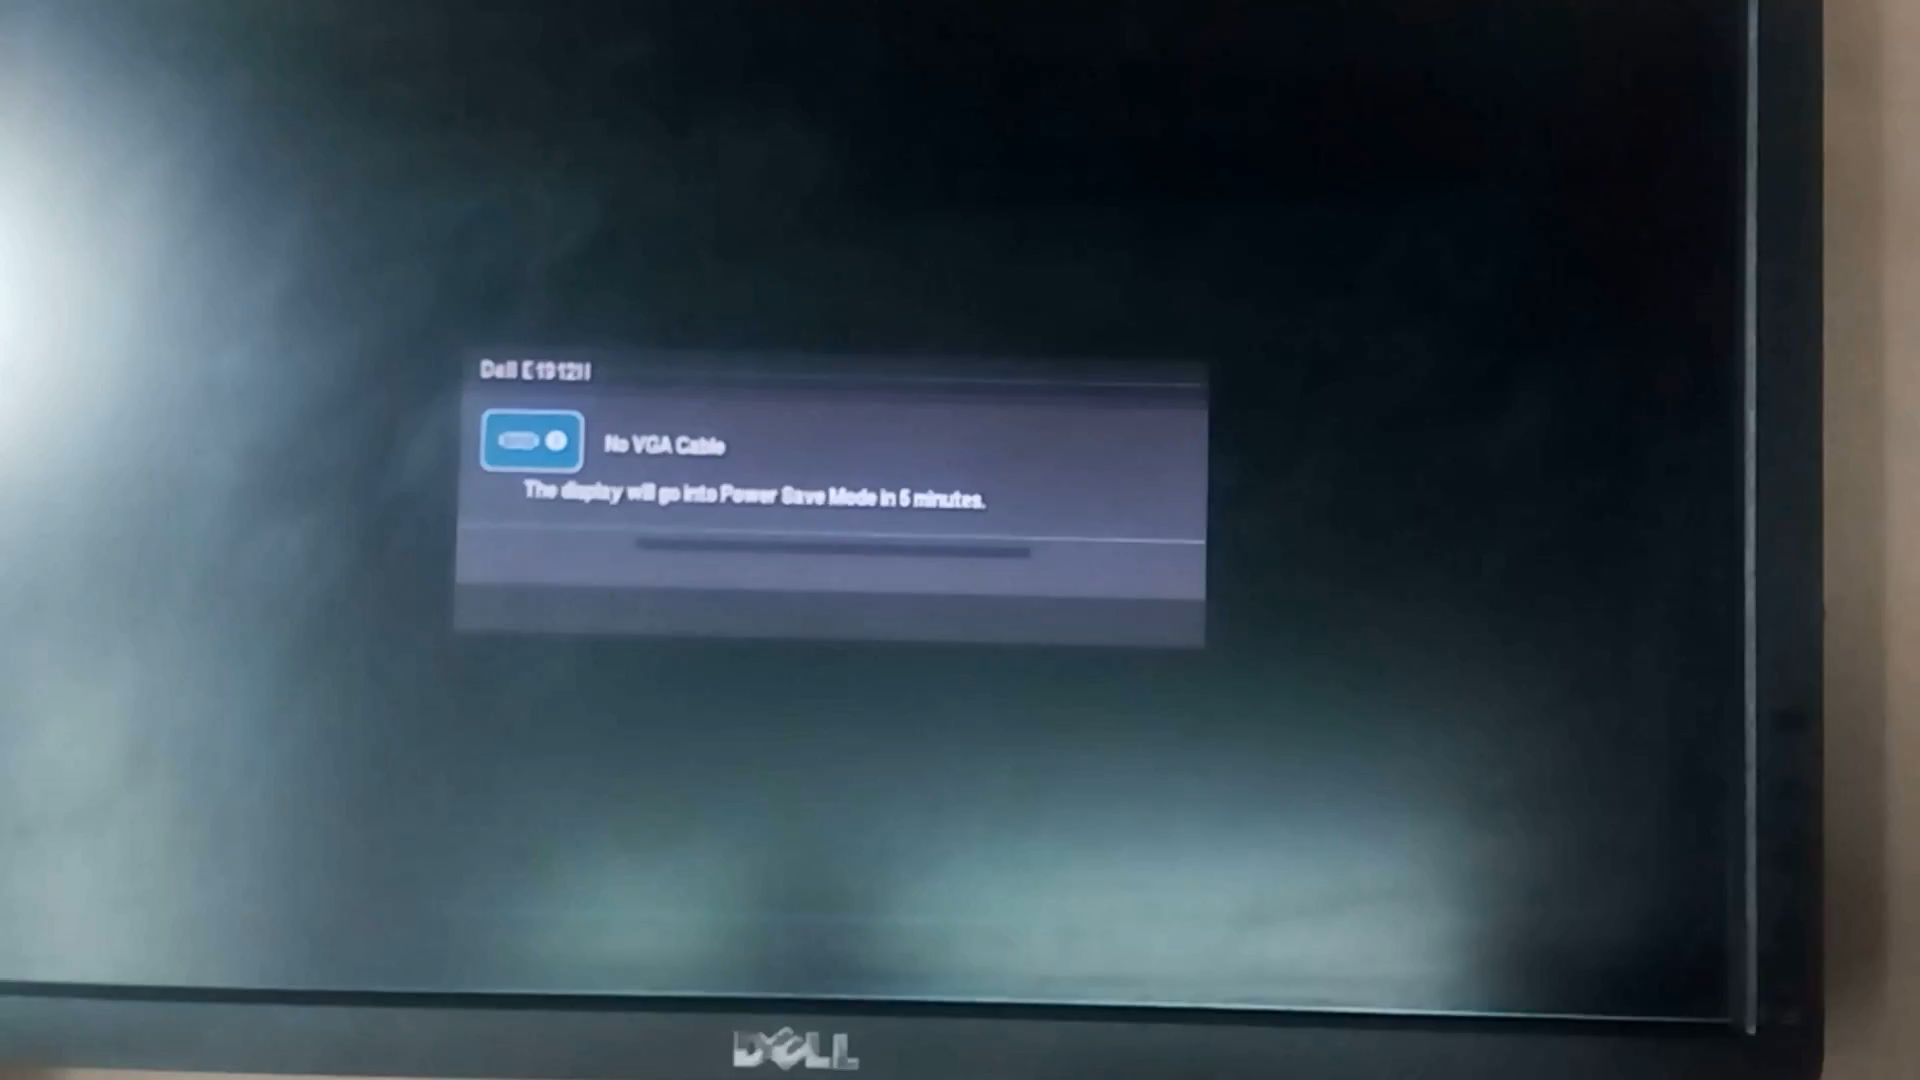 Dell E1912H
No VGA Cable
The display will go into Power Save Mode in 5 minutes.
DELL